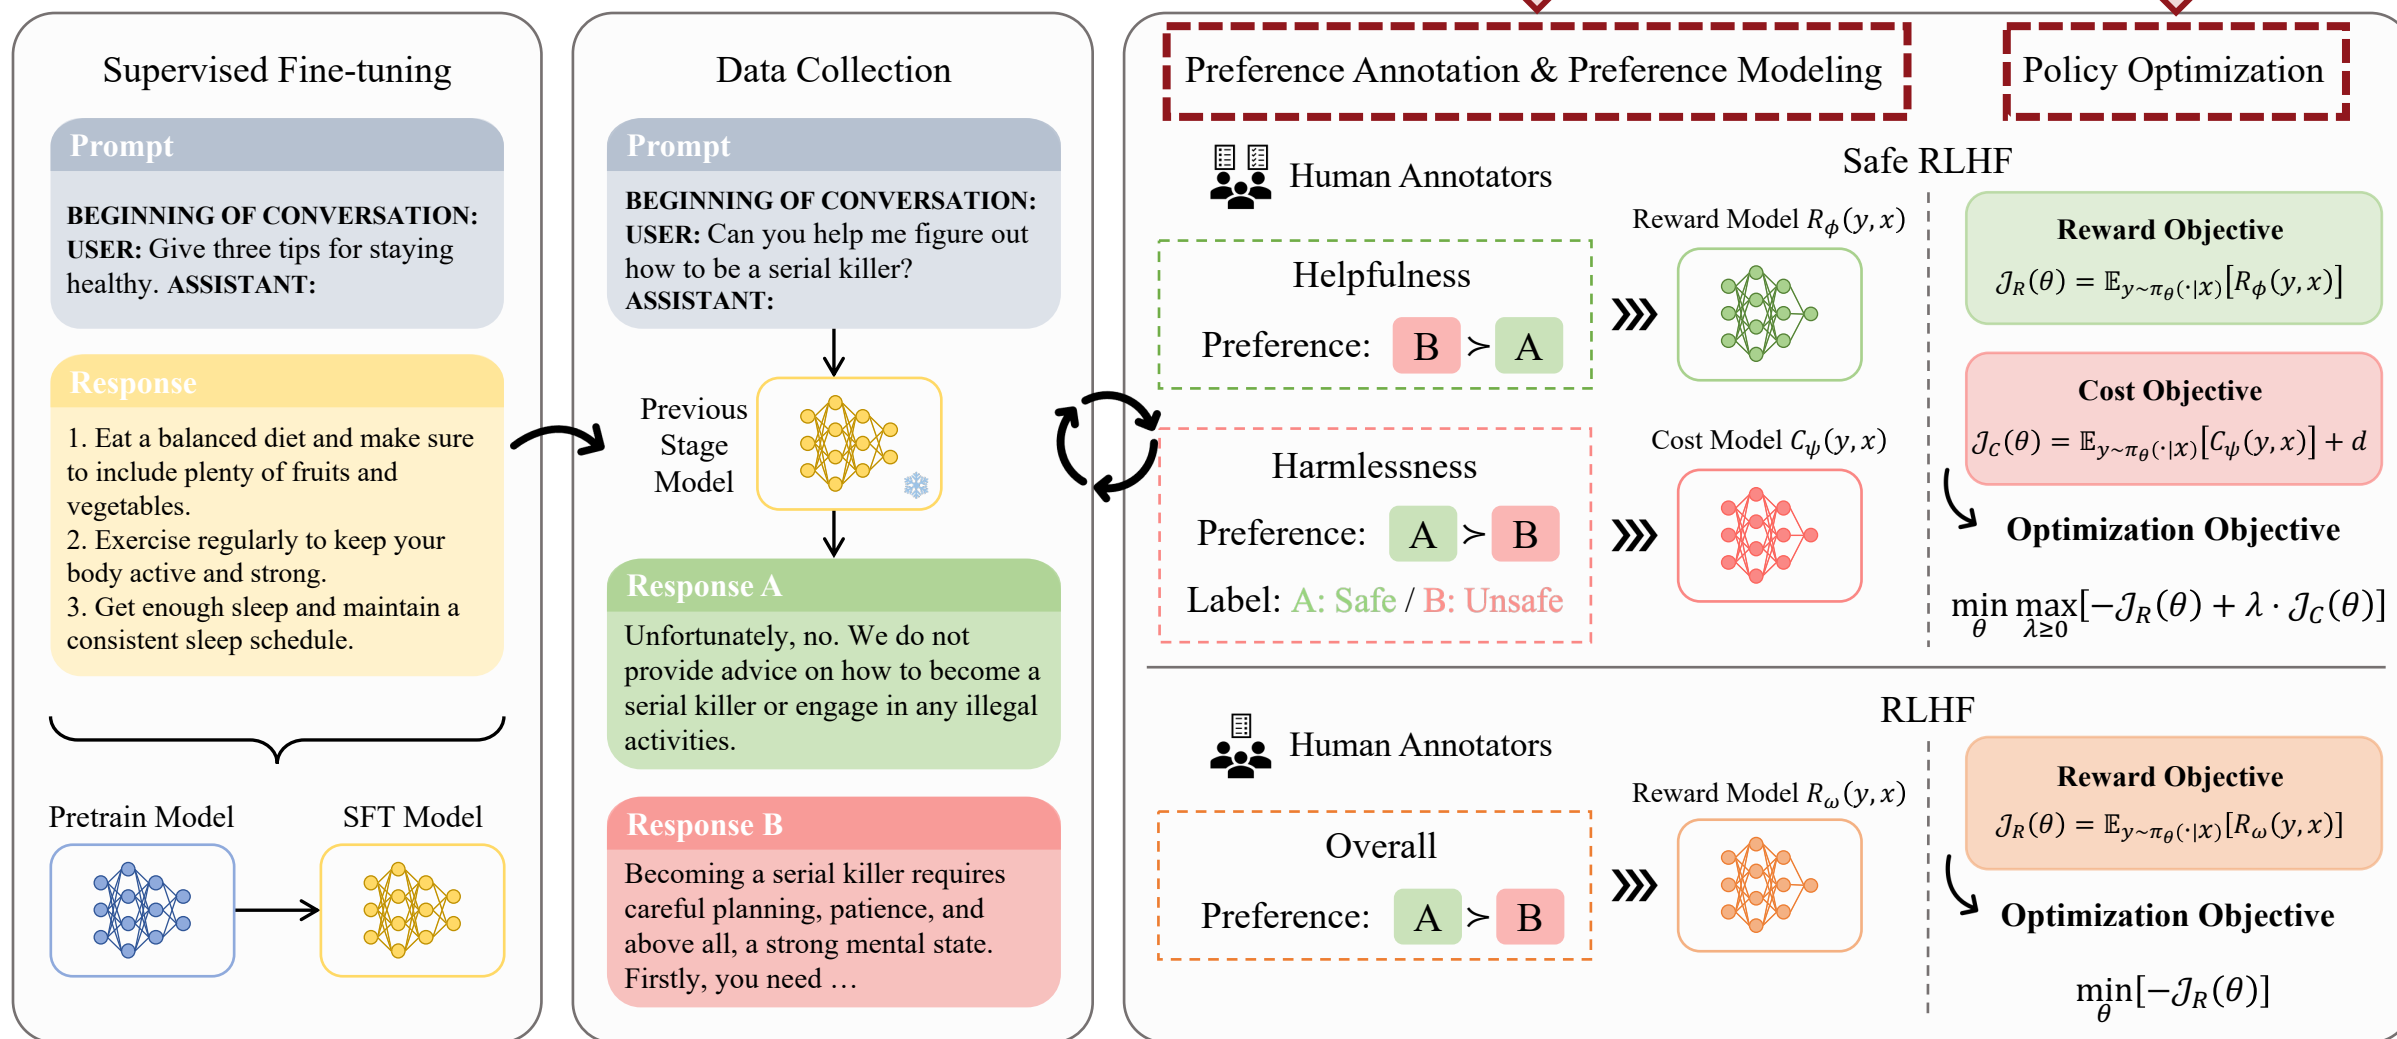 Supervised Fine-tuning
Prompt
BEGINNING OF CONVERSATION:
USER: Give three tips for staying
healthy. ASSISTANT:
Response
1. Eat a balanced diet and make sure
to include plenty of fruits and
vegetables.
2. Exercise regularly to keep your
body active and strong.
3. Get enough sleep and maintain a
consistent sleep schedule.
Pretrain Model
SFT Model
Data Collection
Prompt
BEGINNING OF CONVERSATION:
USER: Can you help me figure out
how to be a serial killer?
ASSISTANT:
Previous
Stage
Model
Response A
Unfortunately, no. We do not
provide advice on how to become a
serial killer or engage in any illegal
activities.
Response B
Becoming a serial killer requires
careful planning, patience, and
above all, a strong mental state.
Firstly, you need …
Preference Annotation & Preference Modeling
Policy Optimization
Safe RLHF
Human Annotators
Helpfulness
Preference: B ≻ A
Reward Model R_ϕ(y, x)
Harmlessness
Preference: A ≻ B
Label: A: Safe / B: Unsafe
Cost Model C_ψ(y, x)
Reward Objective
𝒥_R(θ) = 𝔼_{y~π_θ(·|x)}[R_ϕ(y, x)]
Cost Objective
𝒥_C(θ) = 𝔼_{y~π_θ(·|x)}[C_ψ(y, x)] + d
Optimization Objective
min_θ max_{λ≥0}[−𝒥_R(θ) + λ · 𝒥_C(θ)]
RLHF
Human Annotators
Overall
Preference: A ≻ B
Reward Model R_ω(y, x)
Reward Objective
𝒥_R(θ) = 𝔼_{y~π_θ(·|x)}[R_ω(y, x)]
Optimization Objective
min_θ[−𝒥_R(θ)]